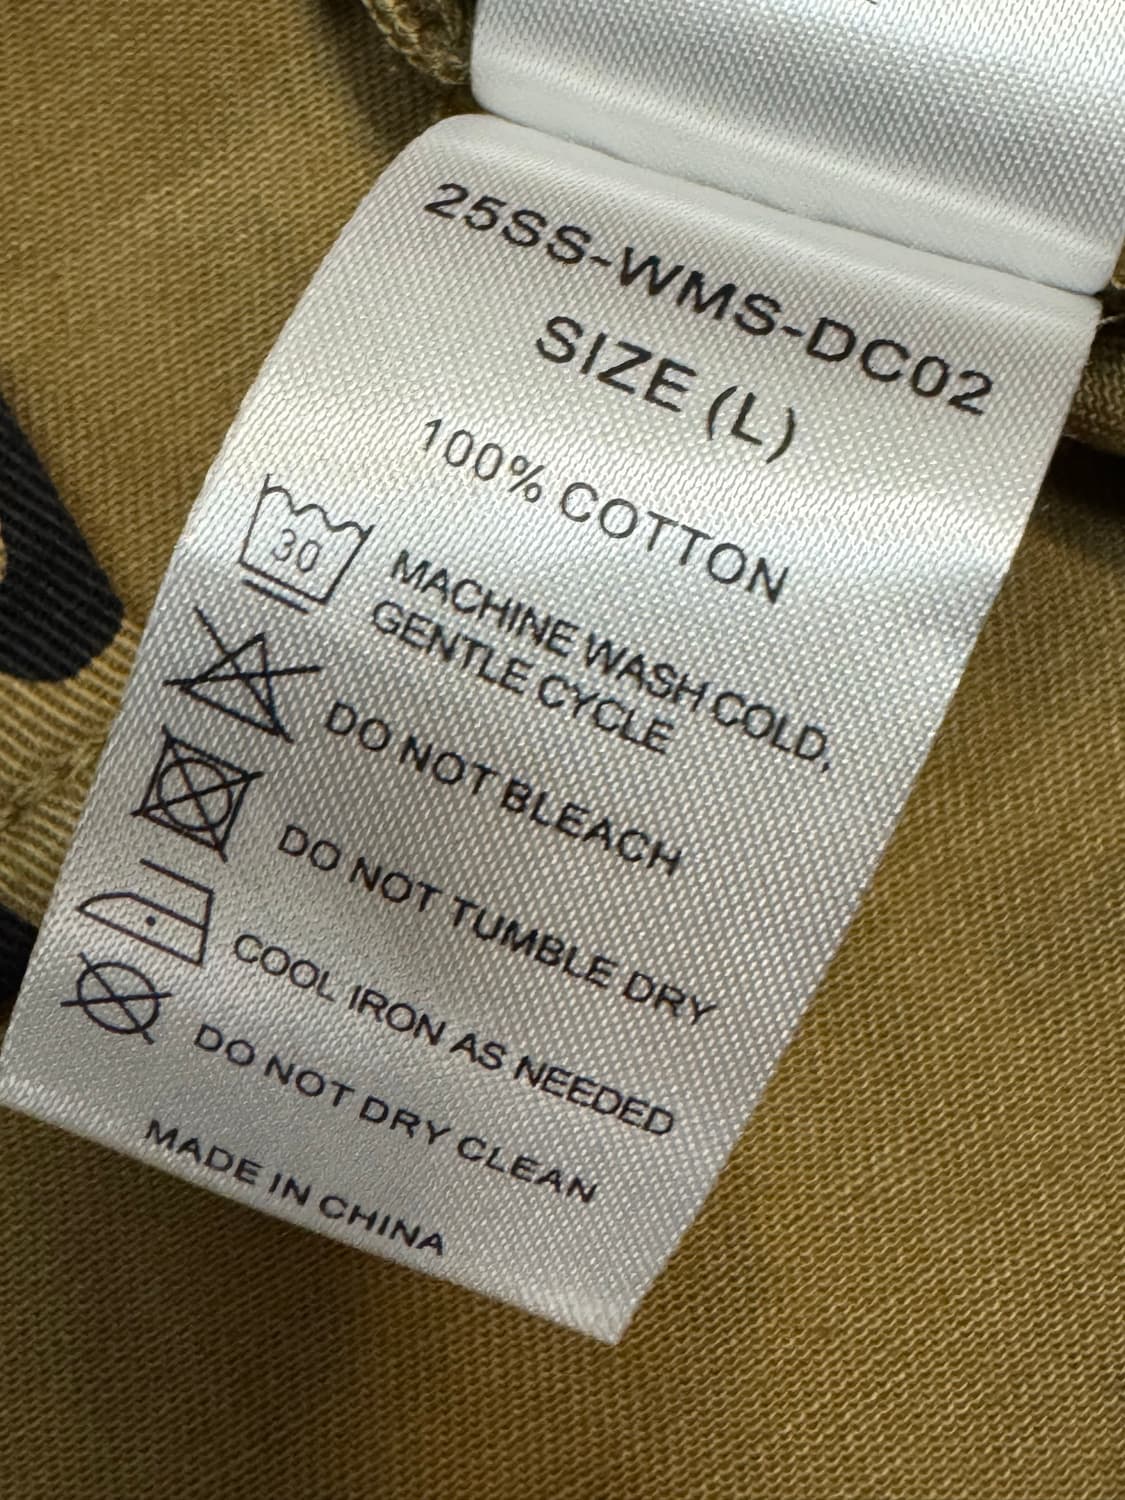 25SS-WMS-DC02
SIZE (L)
100% COTTON
30
MACHINE WASH COLD,
GENTLE CYCLE
DO NOT BLEACH
DO NOT TUMBLE DRY
COOL IRON AS NEEDED
DO NOT DRY CLEAN
MADE IN CHINA